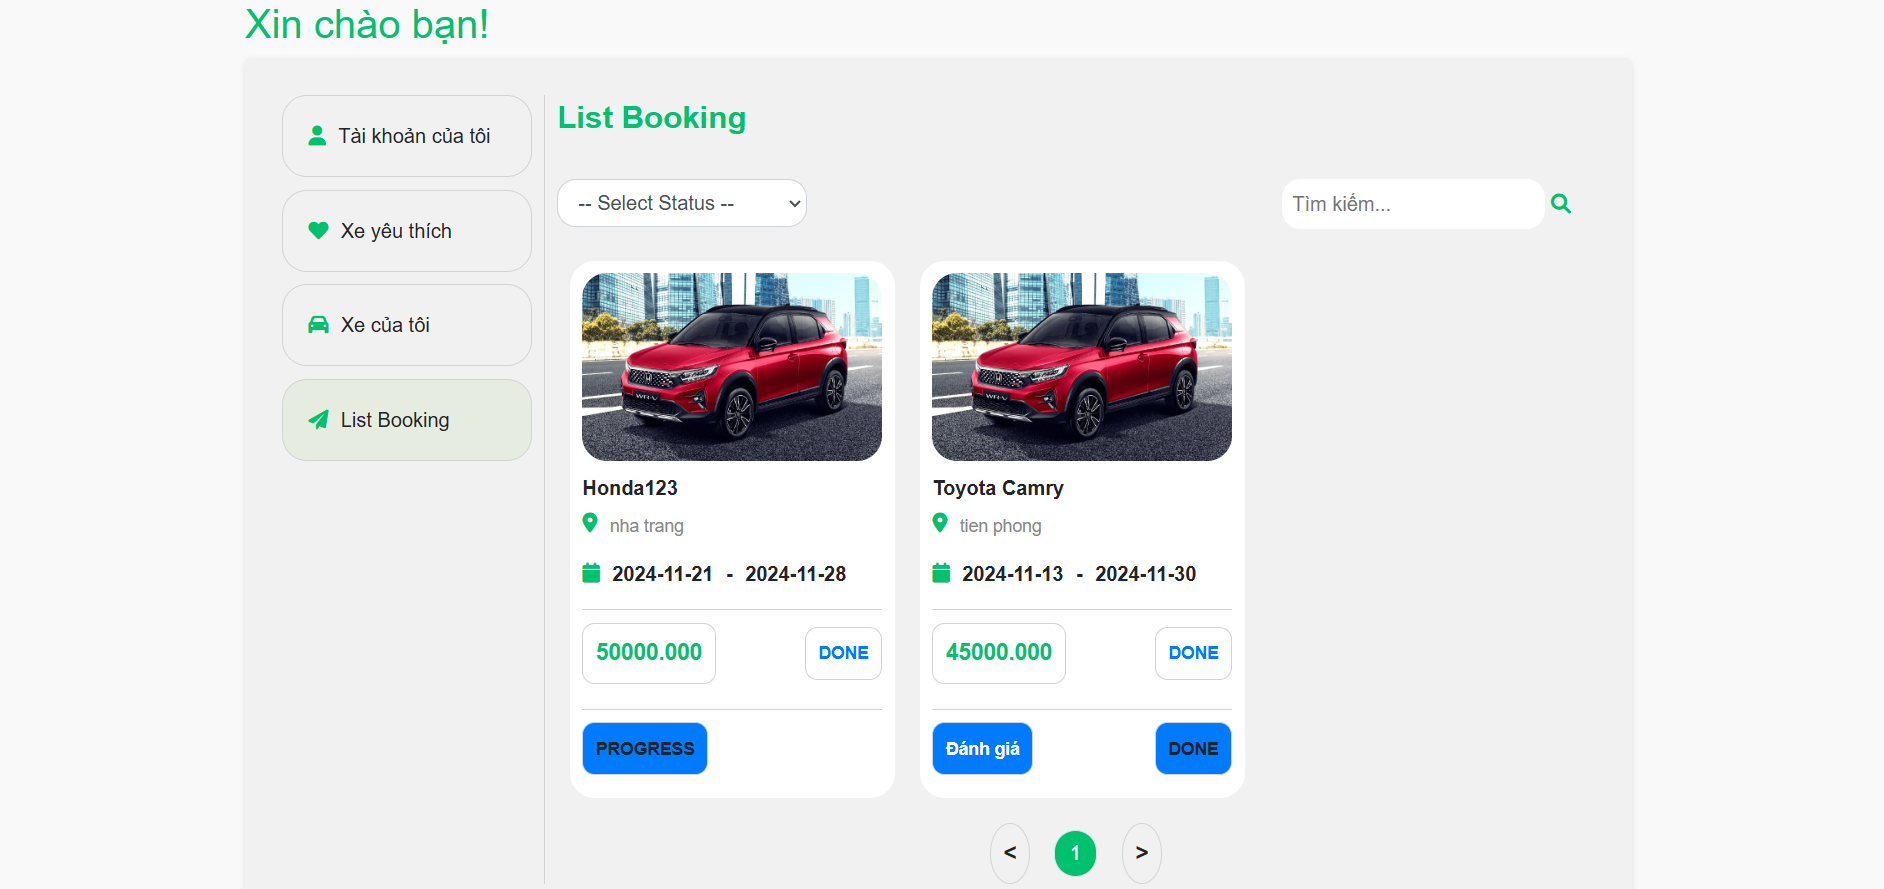 Xin chào bạn!
Tài khoản của tôi
Xe yêu thích
Xe của tôi
List Booking
List Booking
-- Select Status --
Tìm kiếm...
WR-V
Honda123
nha trang
2024-11-21 - 2024-11-28
50000.000
DONE
PROGRESS
WR-V
Toyota Camry
tien phong
2024-11-13 - 2024-11-30
45000.000
DONE
Đánh giá
DONE
< 1 >